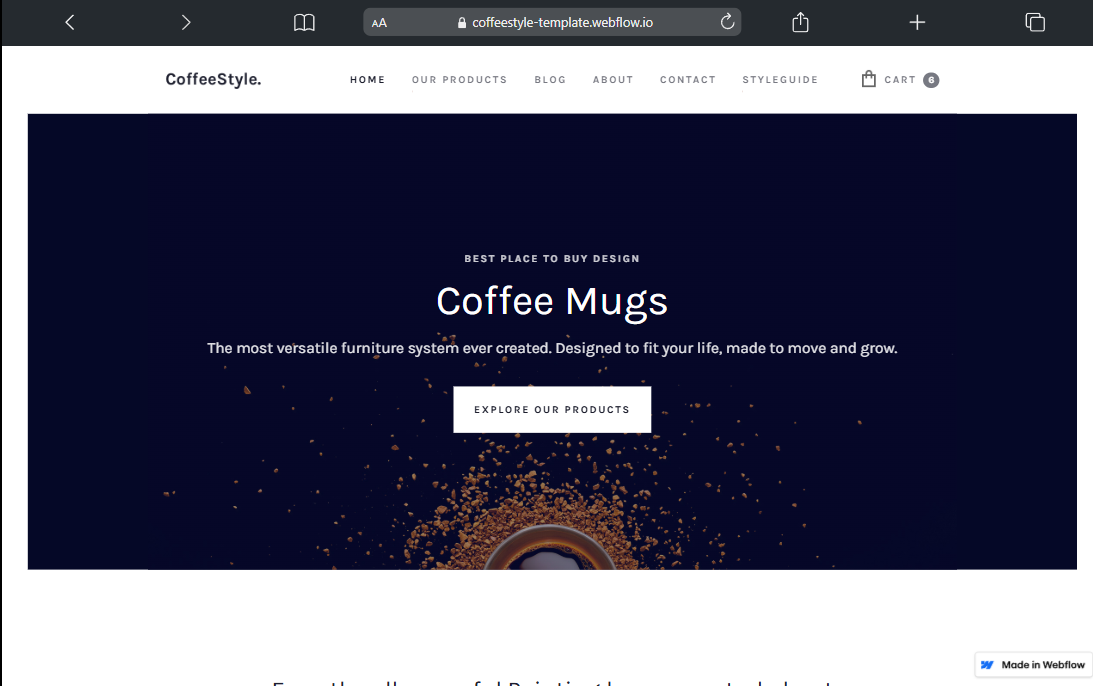 AA
coffeestyle-template.webflow.io
CoffeeStyle.
HOME
OUR PRODUCTS
BLOG
ABOUT
CONTACT
STYLEGUIDE
CART 6
BEST PLACE TO BUY DESIGN
Coffee Mugs
The most versatile furniture system ever created. Designed to fit your life, made to move and grow.
EXPLORE OUR PRODUCTS
Made in Webflow